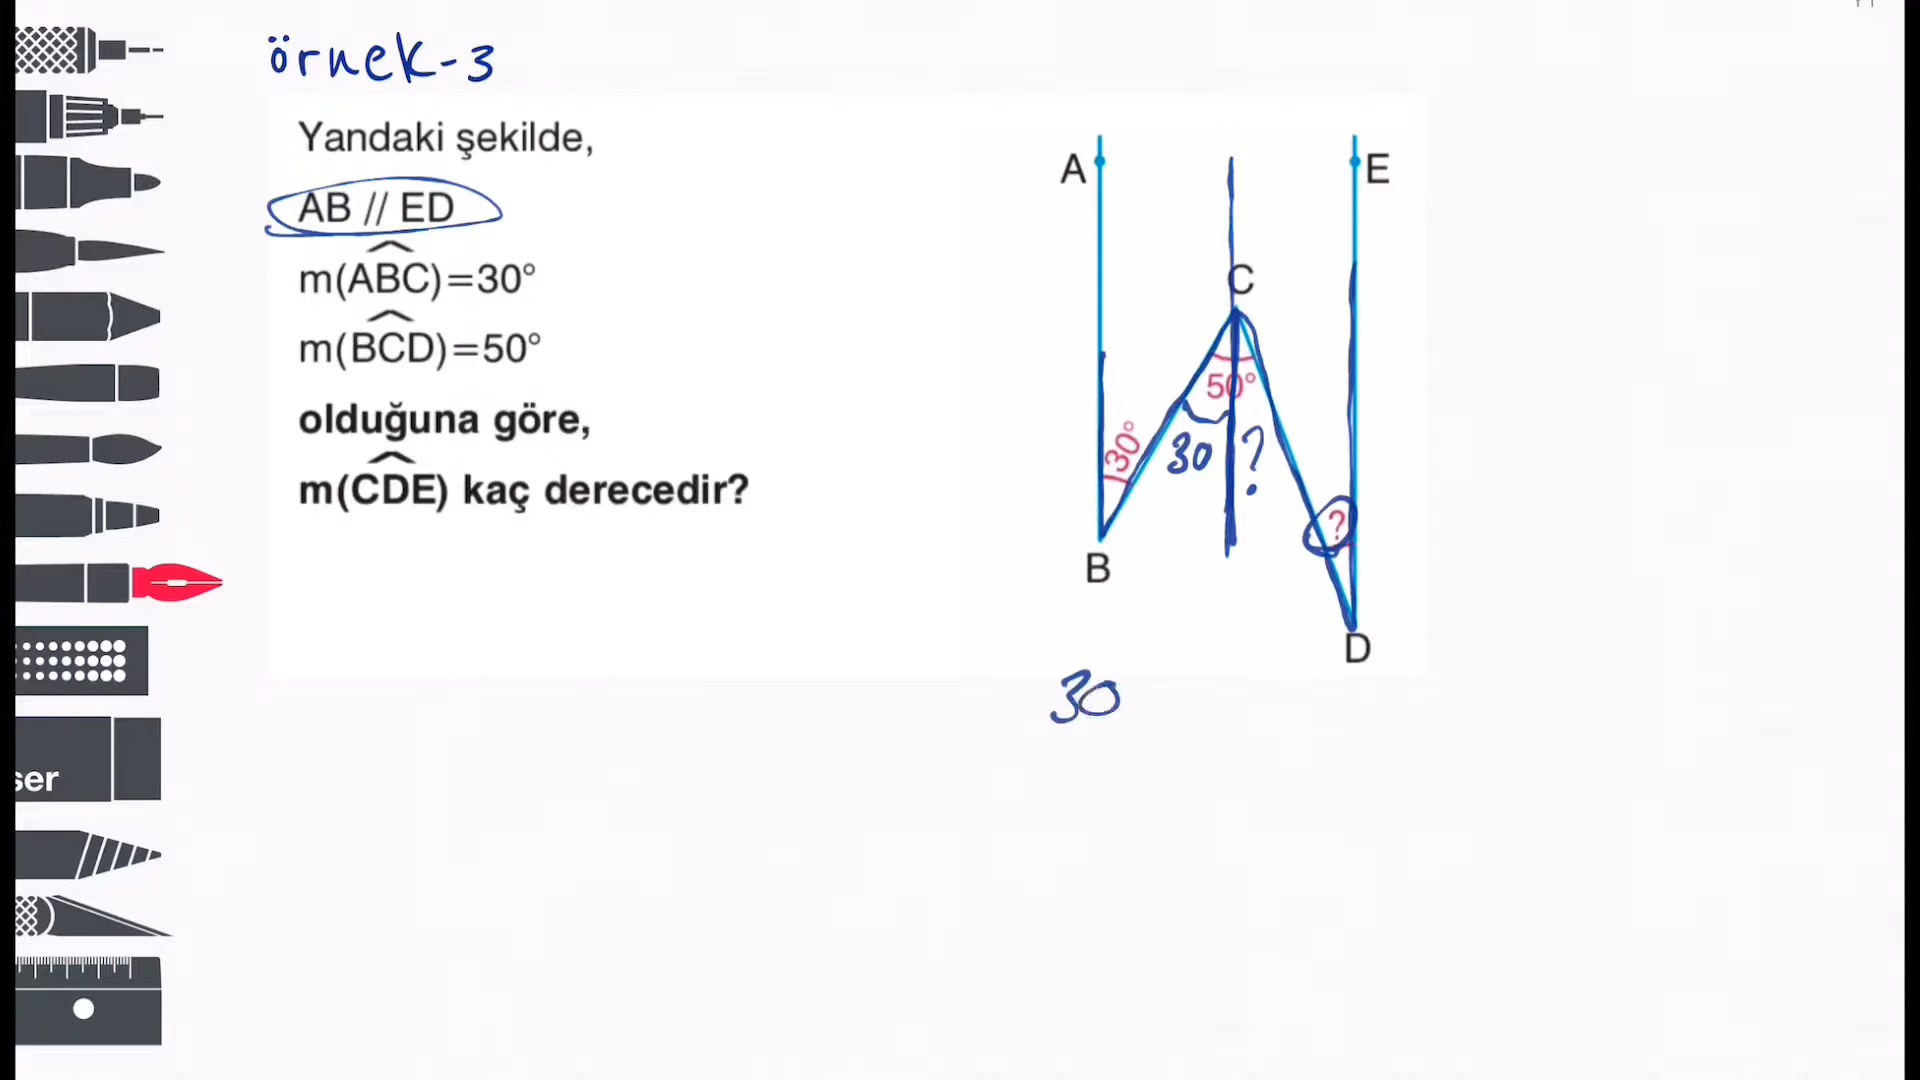 örnek-3
Yandaki şekilde,
AB // ED
m(ABC)=30°
m(BCD)=50°
olduğuna göre,
m(CDE) kaç derecedir?
A
E
C
50°
30°
30
?
?
B
D
30
ser